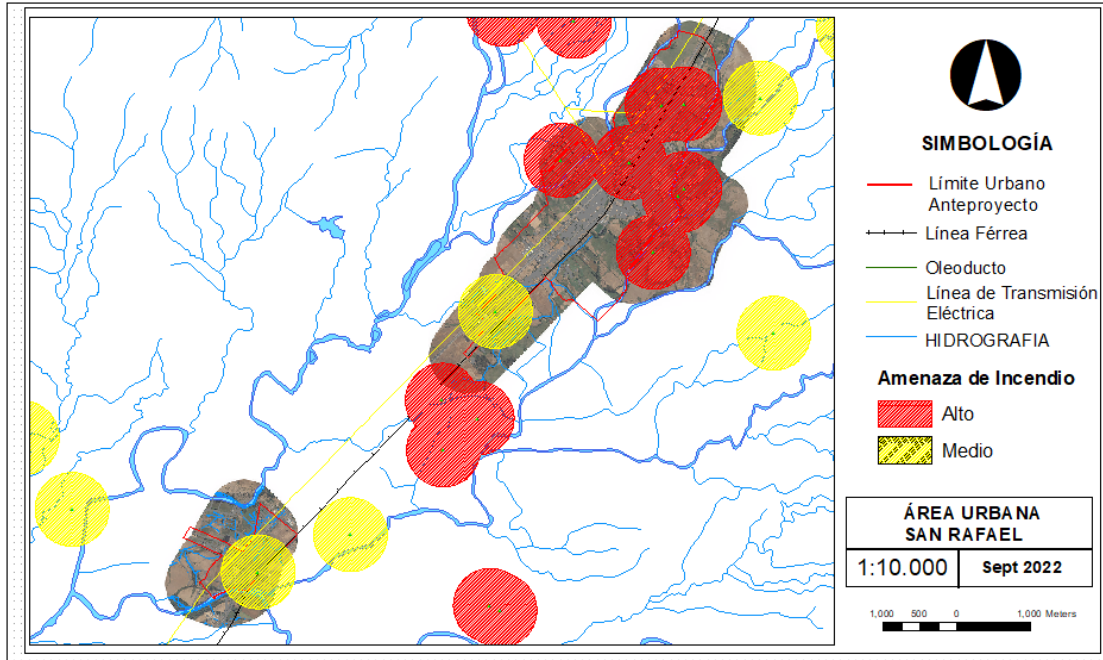 SIMBOLOGÍA
Límite Urbano
Anteproyecto
Línea Férrea
Oleoducto
Línea de Transmisión
Eléctrica
HIDROGRAFIA
Amenaza de Incendio
Alto
Medio
ÁREA URBANA
SAN RAFAEL
1:10.000
Sept 2022
1,000 500 0 1,000 Meters